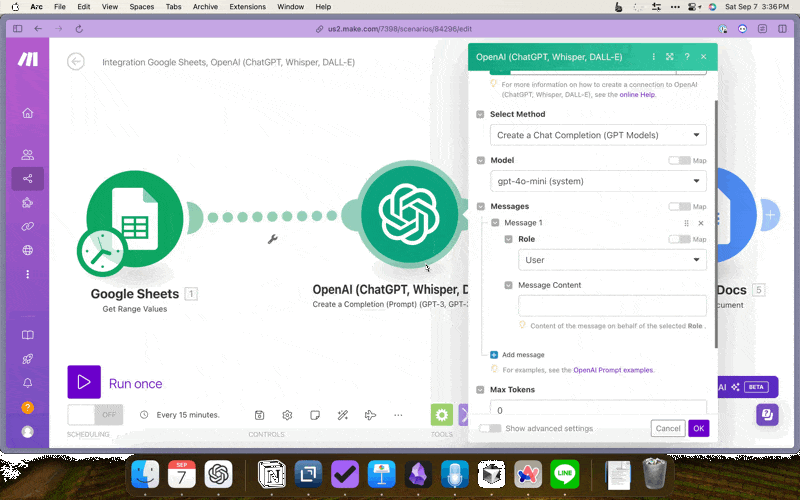 Arc File Edit View Spaces Tabs Archive Extensions Window Help
Sat Sep 7 3:36 PM
us2.make.com/7398/scenarios/84296/edit
Integration Google Sheets, OpenAI (ChatGPT, Whisper, DALL-E)
OpenAI (ChatGPT, Whisper, DALL-E)
?
For more information on how to create a connection to OpenAI
(ChatGPT, Whisper, DALL-E), see the online Help.
Select Method
Create a Chat Completion (GPT Models)
Model
Map
gpt-4o-mini (system)
Messages
Map
Message 1
Role
Map
User
Message Content
Content of the message on behalf of the selected Role.
Add message
For examples, see the OpenAI Prompt examples.
Max Tokens
0
Show advanced settings
Cancel
OK
Google Sheets 1
Get Range Values
OpenAI (ChatGPT, Whisper, D
Create a Completion (Prompt) (GPT-3, GPT-
Docs 5
cument
Run once
OFF
Every 15 minutes.
SCHEDULING
CONTROLS
TOOLS
AI
BETA
SEP
7